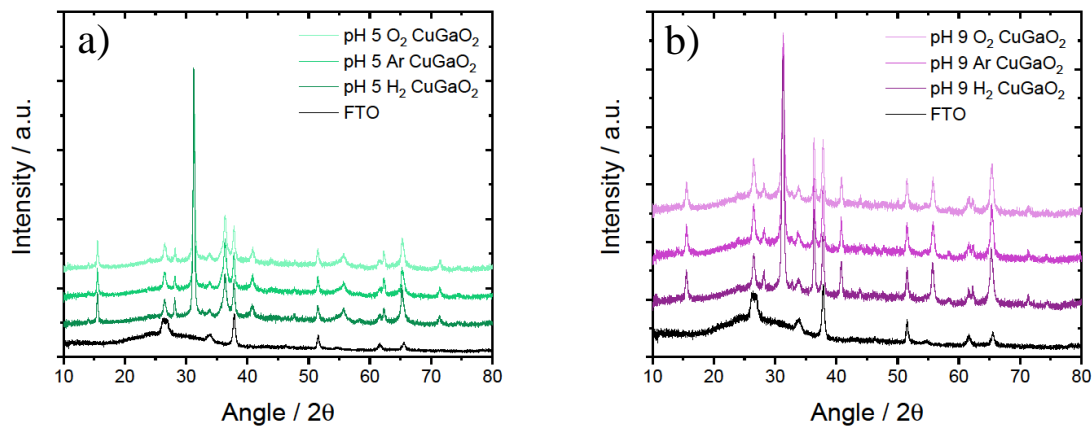 a)
pH 5 O₂ CuGaO₂
pH 5 Ar CuGaO₂
pH 5 H₂ CuGaO₂
FTO
Intensity / a.u.
10 20 30 40 50 60 70 80
Angle / 2θ
b)
pH 9 O₂ CuGaO₂
pH 9 Ar CuGaO₂
pH 9 H₂ CuGaO₂
FTO
Intensity / a.u.
10 20 30 40 50 60 70 80
Angle / 2θ